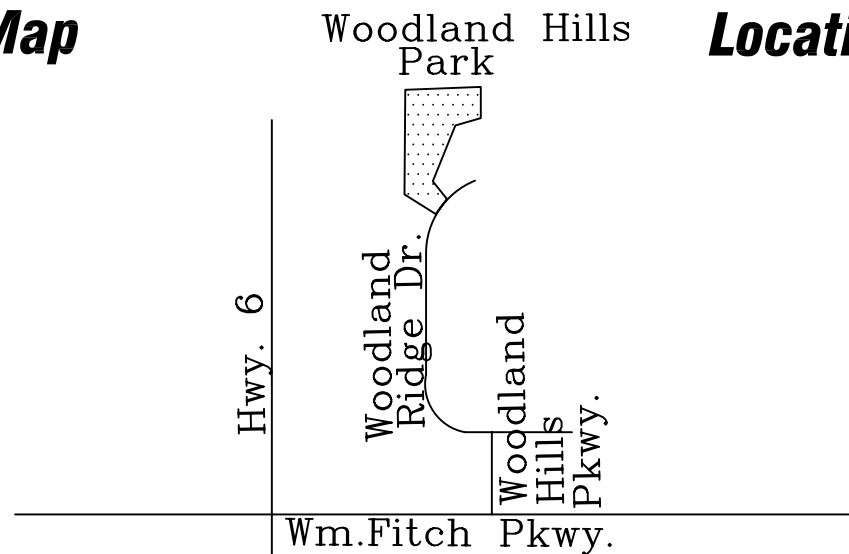 Map
Woodland Hills
Park
Locati
Hwy. 6
Woodland
Ridge Dr.
Woodland
Hills
Pkwy.
Wm.Fitch Pkwy.